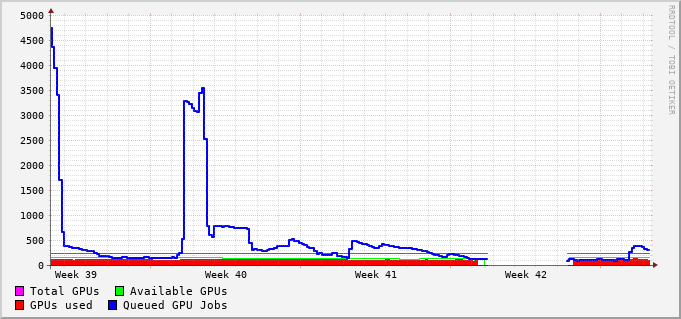 RRDTOOL / TOBI OETIKER
5000
4500
4000
3500
3000
2500
2000
1500
1000
500
0
Week 39 Week 40 Week 41 Week 42
Total GPUs Available GPUs
GPUs used Queued GPU Jobs